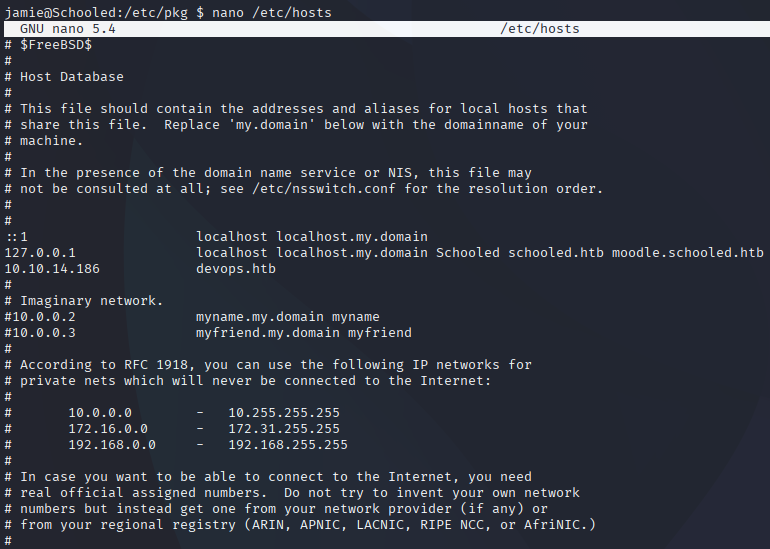 jamie@Schooled:/etc/pkg $ nano /etc/hosts
GNU nano 5.4 /etc/hosts
# $FreeBSD$
#
# Host Database
#
# This file should contain the addresses and aliases for local hosts that
# share this file.  Replace 'my.domain' below with the domainname of your
# machine.
#
# In the presence of the domain name service or NIS, this file may
# not be consulted at all; see /etc/nsswitch.conf for the resolution order.
#
#
::1 localhost localhost.my.domain
127.0.0.1 localhost localhost.my.domain Schooled schooled.htb moodle.schooled.htb
10.10.14.186 devops.htb
#
# Imaginary network.
#10.0.0.2 myname.my.domain myname
#10.0.0.3 myfriend.my.domain myfriend
#
# According to RFC 1918, you can use the following IP networks for
# private nets which will never be connected to the Internet:
#
# 10.0.0.0 - 10.255.255.255
# 172.16.0.0 - 172.31.255.255
# 192.168.0.0 - 192.168.255.255
#
# In case you want to be able to connect to the Internet, you need
# real official assigned numbers.  Do not try to invent your own network
# numbers but instead get one from your network provider (if any) or
# from your regional registry (ARIN, APNIC, LACNIC, RIPE NCC, or AfriNIC.)
#